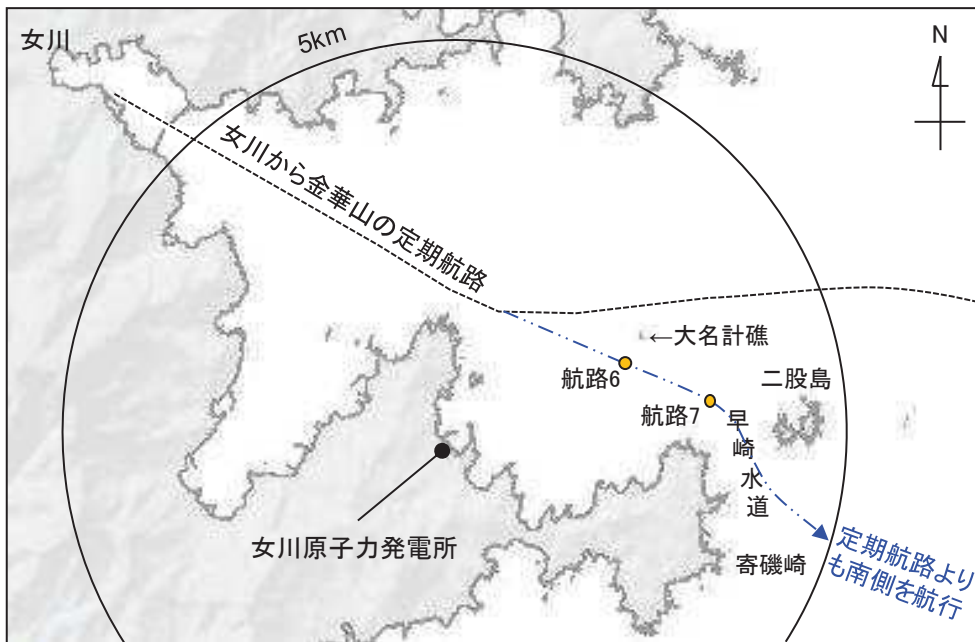 女川
5km
N
女川から金華山の定期航路
←大名計礁
航路6
二股島
航路7
早崎水道
女川原子力発電所
寄磯崎
定期航路より
も南側を航行